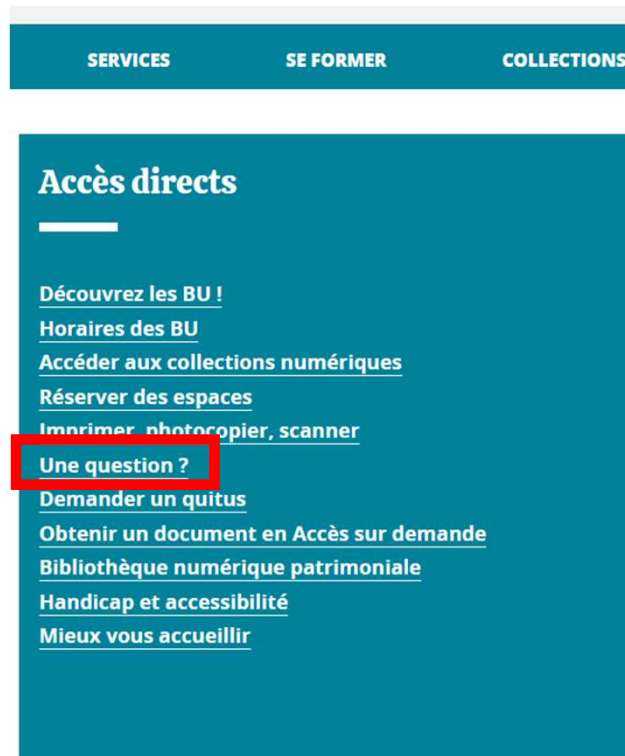 SERVICES SE FORMER COLLECTIONS
Accès directs
Découvrez les BU !
Horaires des BU
Accéder aux collections numériques
Réserver des espaces
Imprimer, photocopier, scanner
Une question ?
Demander un quitus
Obtenir un document en Accès sur demande
Bibliothèque numérique patrimoniale
Handicap et accessibilité
Mieux vous accueillir